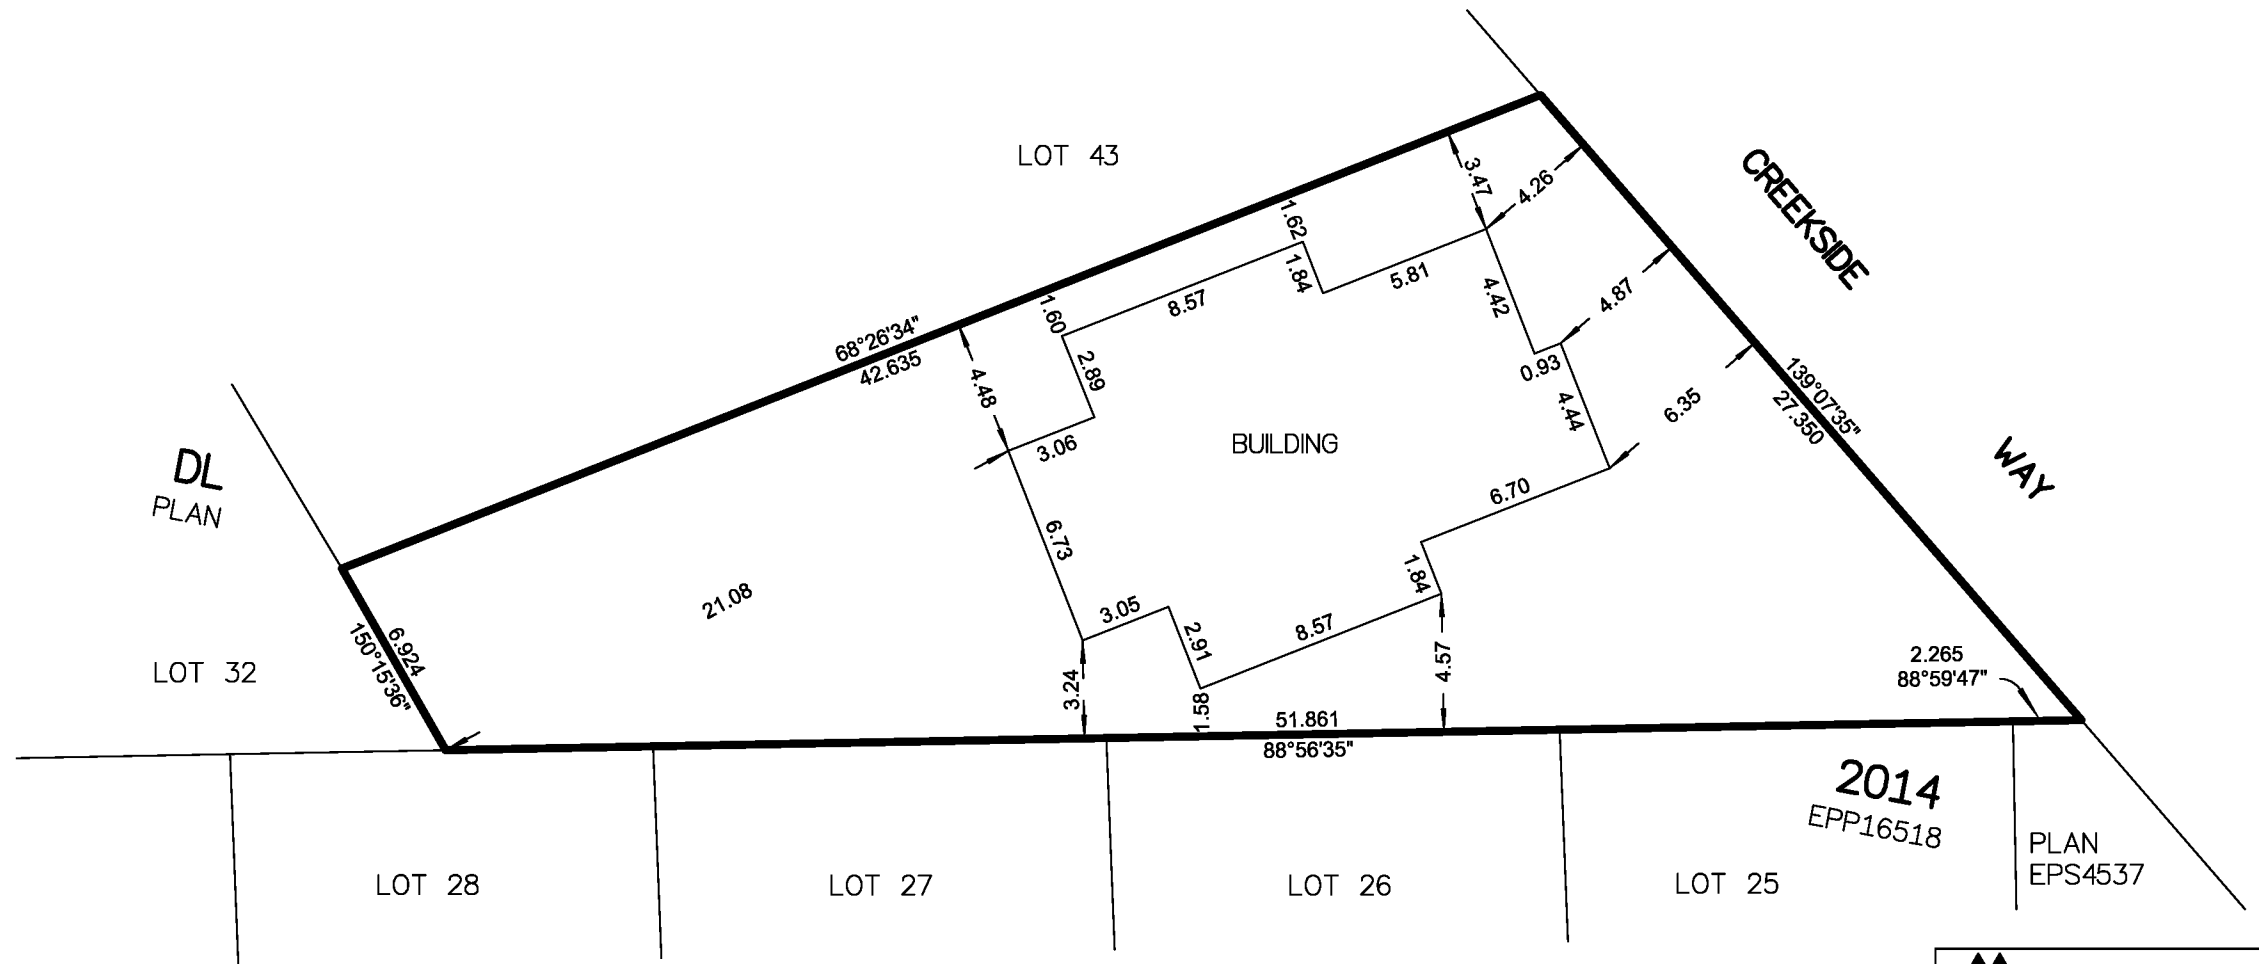 LOT 43
CREEKSIDE
WAY
3.47
4.26
1.62
1.84
5.81
8.57
4.42
4.87
1.60
68°26'34"
42.635
2.89
4.48
3.06
0.93
4.44
6.35
139°07'35"
27.350
BUILDING
DL
PLAN
6.73
6.70
1.84
21.08
3.05
2.91
8.57
4.57
6.924
150°15'36"
LOT 32
3.24
1.58
2.265
88°59'47"
51.861
88°56'35"
2014
EPP16518
PLAN
EPS4537
LOT 28
LOT 27
LOT 26
LOT 25